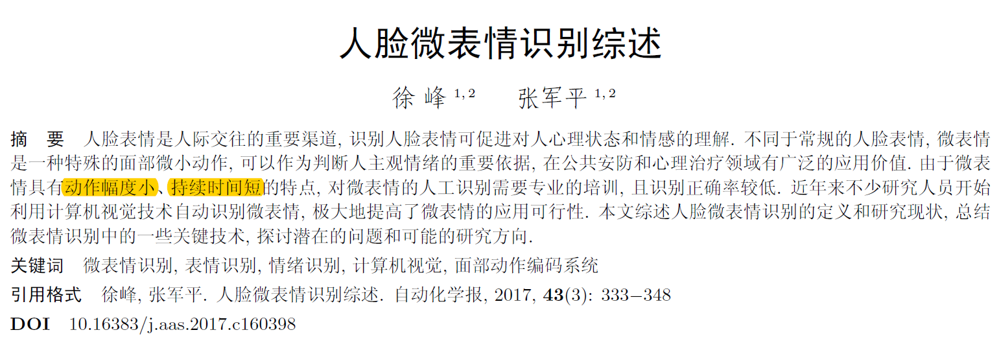 人脸微表情识别综述
徐 峰 1, 2 张军平 1, 2
摘 要 人脸表情是人际交往的重要渠道, 识别人脸表情可促进对人心理状态和情感的理解. 不同于常规的人脸表情, 微表情
是一种特殊的面部微小动作, 可以作为判断人主观情绪的重要依据, 在公共安防和心理治疗领域有广泛的应用价值. 由于微表
情具有动作幅度小、持续时间短的特点, 对微表情的人工识别需要专业的培训, 且识别正确率较低. 近年来不少研究人员开始
利用计算机视觉技术自动识别微表情, 极大地提高了微表情的应用可行性. 本文综述人脸微表情识别的定义和研究现状, 总结
微表情识别中的一些关键技术, 探讨潜在的问题和可能的研究方向.
关键词 微表情识别, 表情识别, 情绪识别, 计算机视觉, 面部动作编码系统
引用格式 徐峰, 张军平. 人脸微表情识别综述. 自动化学报, 2017, 43(3): 333−348
DOI 10.16383/j.aas.2017.c160398